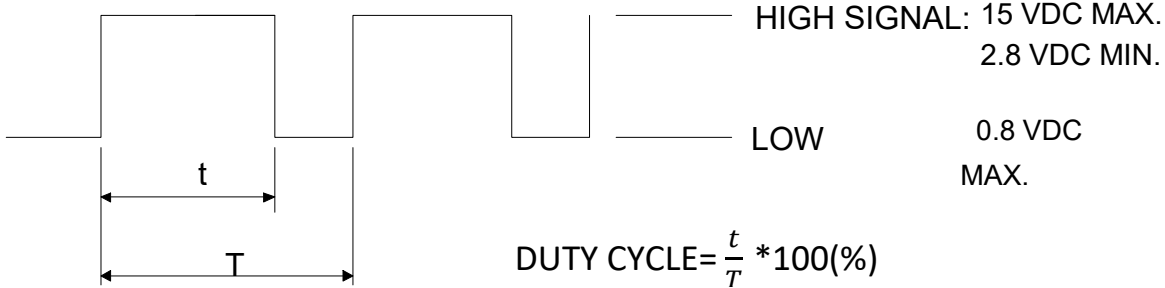 HIGH SIGNAL: 15 VDC MAX.
2.8 VDC MIN.
LOW 0.8 VDC
MAX.
t
T
DUTY CYCLE= t/T *100(%)